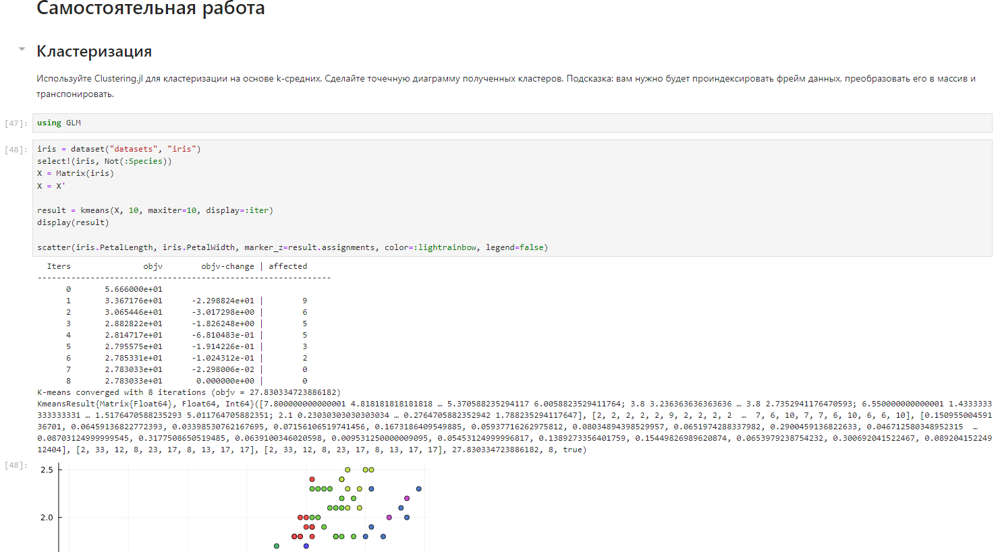 Самостоятельная работа
Кластеризация
Используйте Clustering.jl для кластеризации на основе k-средних. Сделайте точечную диаграмму полученных кластеров. Подсказка: вам нужно будет проиндексировать фрейм данных, преобразовать его в массив и
транспонировать.
[47]: using GLM
[48]: iris = dataset("datasets", "iris")
select!(iris, Not(:Species))
X = Matrix(iris)
X = X'
result = kmeans(X, 10, maxiter=10, display=:iter)
display(result)
scatter(iris.PetalLength, iris.PetalWidth, marker_z=result.assignments, color=:lightrainbow, legend=false)
Iters objv objv-change | affected
-------------------------------------------------------------
0 5.666000e+01
1 3.367176e+01 -2.298824e+01 | 9
2 3.065446e+01 -3.017298e+00 | 6
3 2.882822e+01 -1.826248e+00 | 5
4 2.814717e+01 -6.810483e-01 | 5
5 2.795575e+01 -1.914226e-01 | 3
6 2.785331e+01 -1.024312e-01 | 2
7 2.783033e+01 -2.298006e-02 | 0
8 2.783033e+01 0.000000e+00 | 0
K-means converged with 8 iterations (objv = 27.830334723886182)
KmeansResult{Matrix{Float64}, Float64, Int64}([7.800000000000001 4.818181818181818 … 5.370588235294117 6.0058823529411764; 3.8 3.236363636363636 … 3.8 2.7352941176470593; 6.550000000000001 1.4333333
333333331 … 1.5176470588235293 5.011764705882351; 2.1 0.23030303030303034 … 0.2764705882352942 1.788235294117647], [2, 2, 2, 2, 2, 9, 2, 2, 2, 2 … 7, 6, 10, 7, 7, 6, 10, 6, 6, 10], [0.150955004591
36701, 0.06459136822772393, 0.03398530762167695, 0.07156106519741456, 0.1673186409549885, 0.05937716262975812, 0.08034894398529957, 0.0651974288337982, 0.2900459136822633, 0.046712580348952315 …
0.08703124999999545, 0.3177508650519485, 0.0639100346020598, 0.009531250000009095, 0.05453124999996817, 0.1389273356401759, 0.15449826989620874, 0.0653979238754232, 0.300692041522467, 0.089204152249
12404], [2, 33, 12, 8, 23, 17, 8, 13, 17, 17], [2, 33, 12, 8, 23, 17, 8, 13, 17, 17], 27.830334723886182, 8, true)
[48]:
2.5
2.0